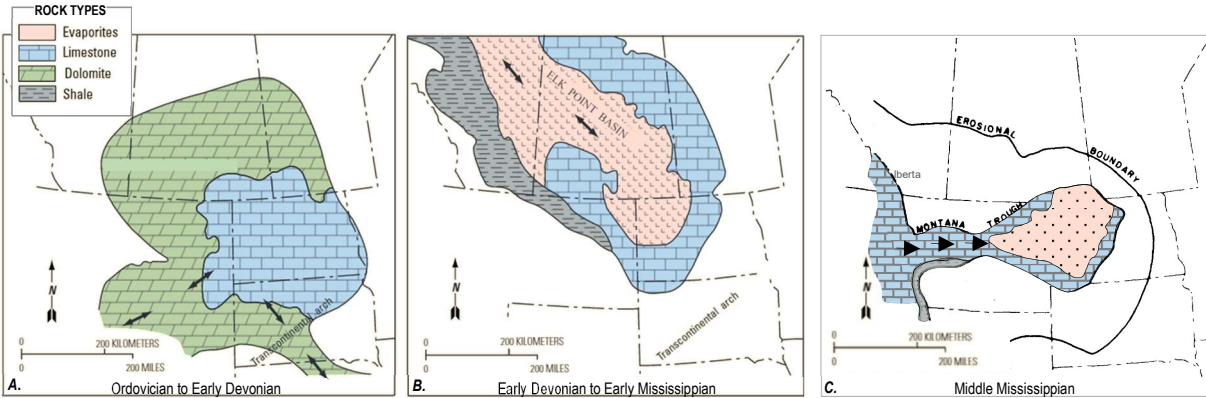 ROCK TYPES
Evaporites
Limestone
Dolomite
Shale
N
0 200 KILOMETERS
0 200 MILES
Transcontinental arch
A.
Ordovician to Early Devonian
ELK POINT BASIN
N
0 200 KILOMETERS
0 200 MILES
Transcontinental arch
B.
Early Devonian to Early Mississippian
EROSIONAL BOUNDARY
lberta
MONTANA TROUGH
N
0 200 KILOMETERS
0 200 MILES
C.
Middle Mississippian